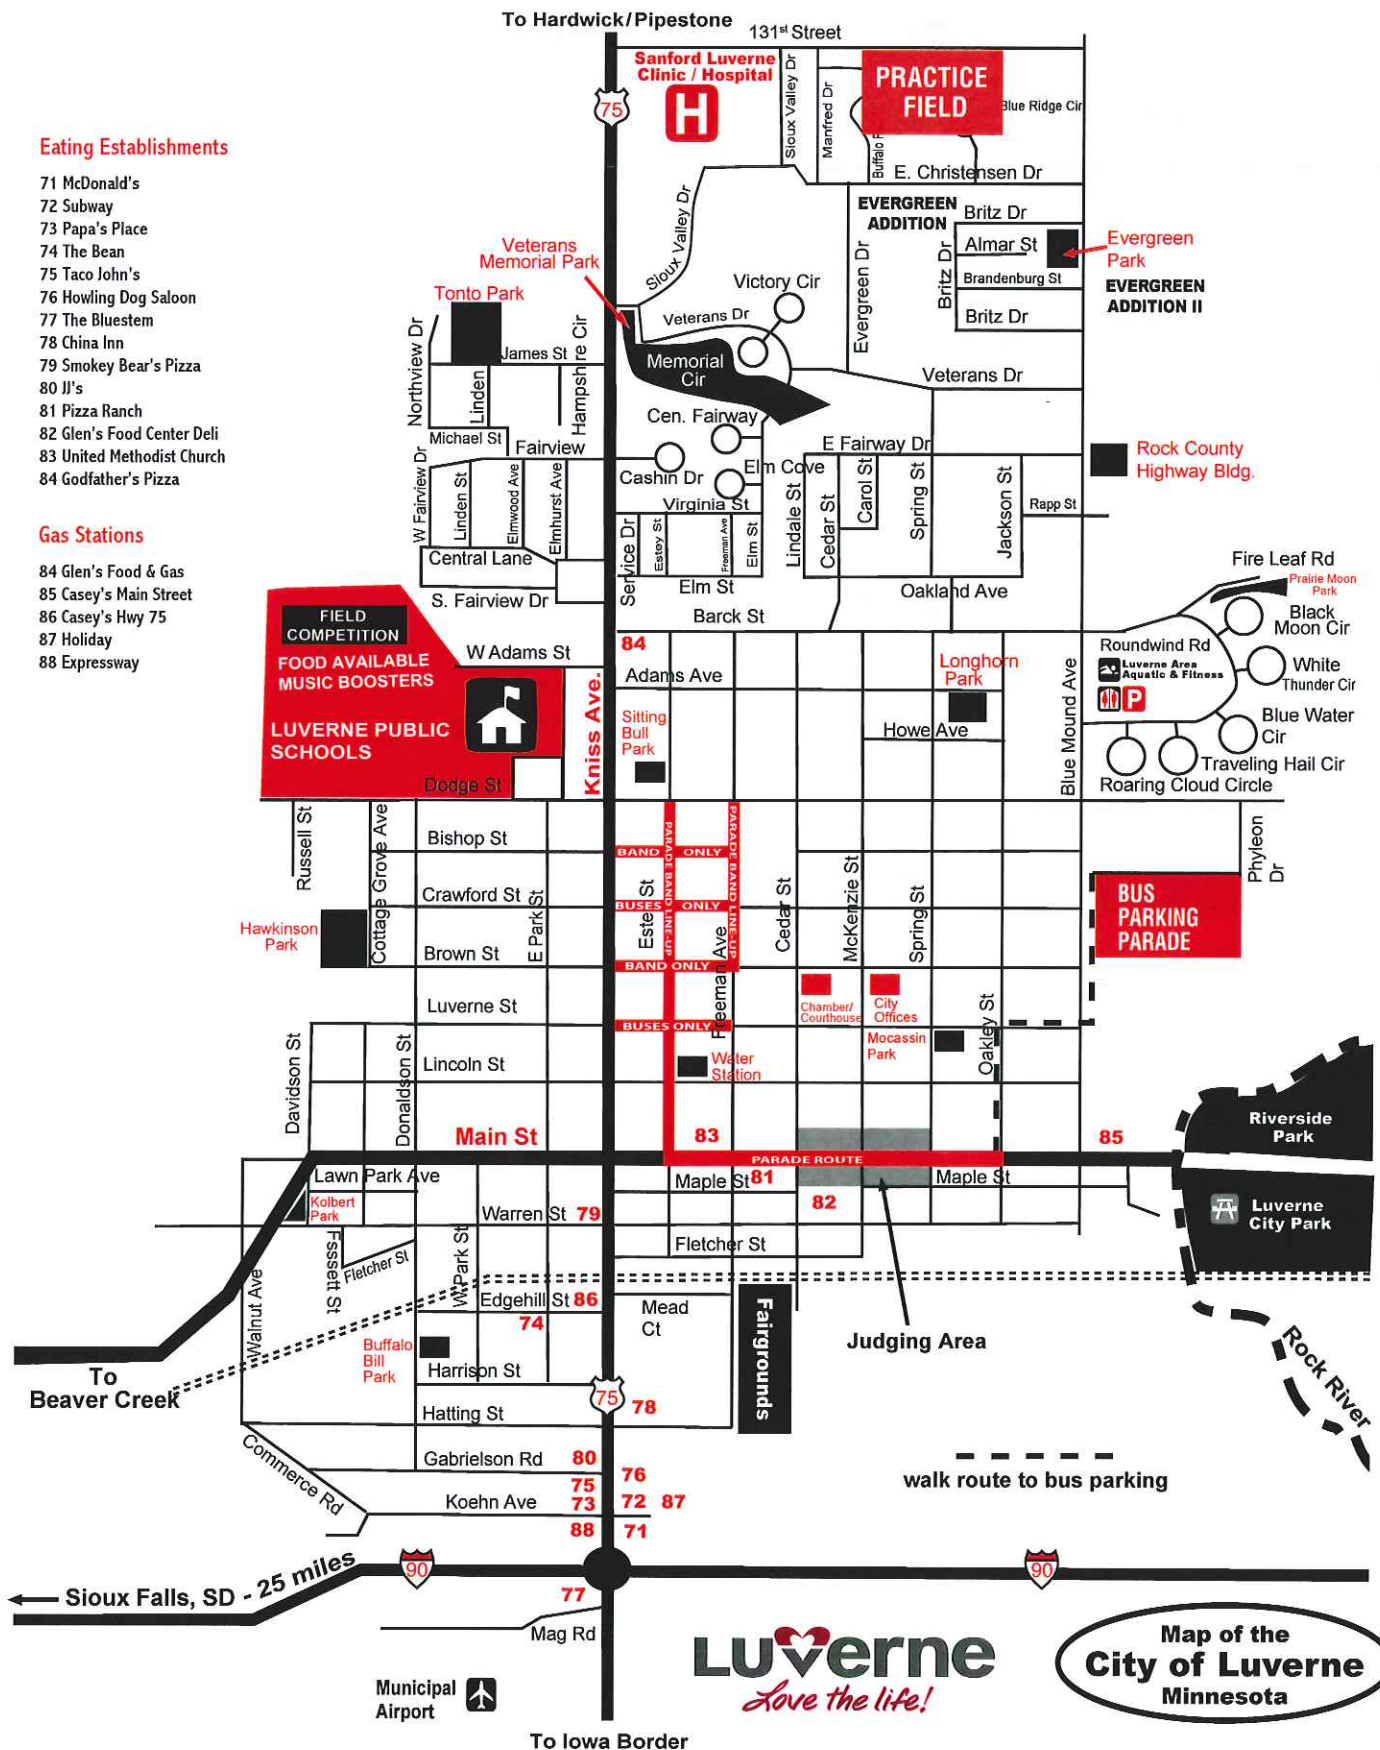 To Hardwick/Pipestone
131st Street
Sanford Luverne
Clinic / Hospital
H
75
Sioux Valley Dr
Manfred Dr
PRACTICE
FIELD
Blue Ridge Cir
E. Christensen Dr
Eating Establishments
71 McDonald's
72 Subway
73 Papa's Place
74 The Bean
75 Taco John's
76 Howling Dog Saloon
77 The Bluestem
78 China Inn
79 Smokey Bear's Pizza
80 JJ's
81 Pizza Ranch
82 Glen's Food Center Deli
83 United Methodist Church
84 Godfather's Pizza
Gas Stations
84 Glen's Food & Gas
85 Casey's Main Street
86 Casey's Hwy 75
87 Holiday
88 Expressway
EVERGREEN
ADDITION
Britz Dr
Almar St
Britz Dr
Brandenburg St
Britz Dr
Evergreen
Park
EVERGREEN
ADDITION II
Evergreen Dr
Sioux Valley Dr
Veterans
Memorial Park
Tonto Park
Victory Cir
Veterans Dr
Memorial
Cir
Veterans Dr
Northview Dr
James St
Linden
Hampshire Cir
Michael St
Fairview
Cen. Fairway
E Fairway Dr
Cashin Dr
Elm Cove
Virginia St
W Fairview Dr
Linden St
Elmwood Ave
Elmhurst Ave
Service Dr
Estey St
Freeman Ave
Elm St
Lindale St
Cedar St
Carol St
Spring St
Jackson St
Rapp St
Rock County
Highway Bldg.
Central Lane
S. Fairview Dr
Elm St
Oakland Ave
Barck St
Fire Leaf Rd
Prairie Moon
Park
Black
Moon Cir
Roundwind Rd
Luverne Area
Aquatic & Fitness
P
White
Thunder Cir
Blue Water
Cir
Traveling Hail Cir
Roaring Cloud Circle
FIELD
COMPETITION
FOOD AVAILABLE
MUSIC BOOSTERS
LUVERNE PUBLIC
SCHOOLS
W Adams St
84
Adams Ave
Kniss Ave.
Sitting
Bull
Park
Longhorn
Park
Howe Ave
Blue Mound Ave
Dodge St
Russell St
Cottage Grove Ave
Bishop St
Crawford St
Brown St
E Park St
Hawkinson
Park
PARADE BAND LINE-UP
PARADE BAND LINE-UP
BAND ONLY
BUSES ONLY
BAND ONLY
BUSES ONLY
Este St
Freeman Ave
Cedar St
McKenzie St
Spring St
Phyleon
Dr
BUS
PARKING
PARADE
Luverne St
Lincoln St
Davidson St
Donaldson St
Chamber/
Courthouse
City
Offices
Mocassin
Park
Oakley St
Water
Station
Main St
83
PARADE ROUTE
85
Riverside
Park
Luverne
City Park
Lawn Park Ave
Maple St
81
Maple St
82
Kolbert
Park
Warren St
79
Fletcher St
Fletcher St
Fsssett St
W Park St
Walnut Ave
Edgehill St
86
74
Mead
Ct
Fairgrounds
Judging Area
Rock River
To
Beaver Creek
Buffalo
Bill
Park
Harrison St
75
78
Hatting St
Gabrielson Rd
80
76
75
Koehn Ave
73
72
87
88
71
Commerce Rd
walk route to bus parking
90
90
Sioux Falls, SD - 25 miles
77
Mag Rd
Municipal
Airport
Luverne
Love the life!
Map of the
City of Luverne
Minnesota
To Iowa Border